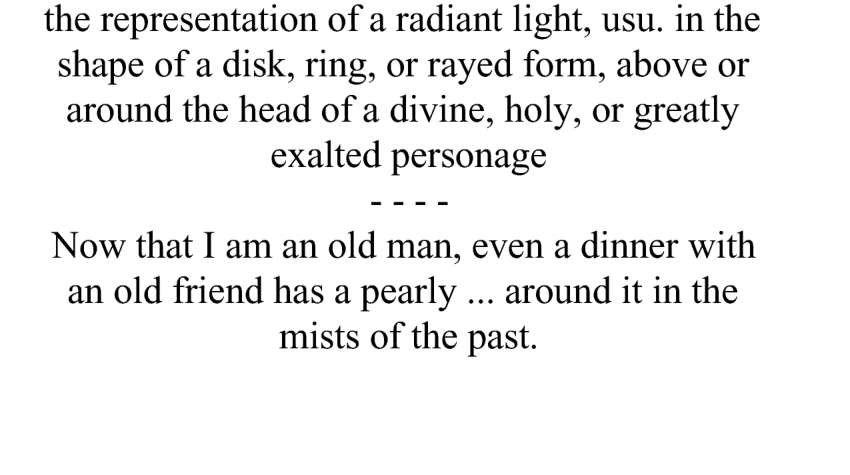 the representation of a radiant light, usu. in the
shape of a disk, ring, or rayed form, above or
around the head of a divine, holy, or greatly
exalted personage
- - - -
Now that I am an old man, even a dinner with
an old friend has a pearly ... around it in the
mists of the past.